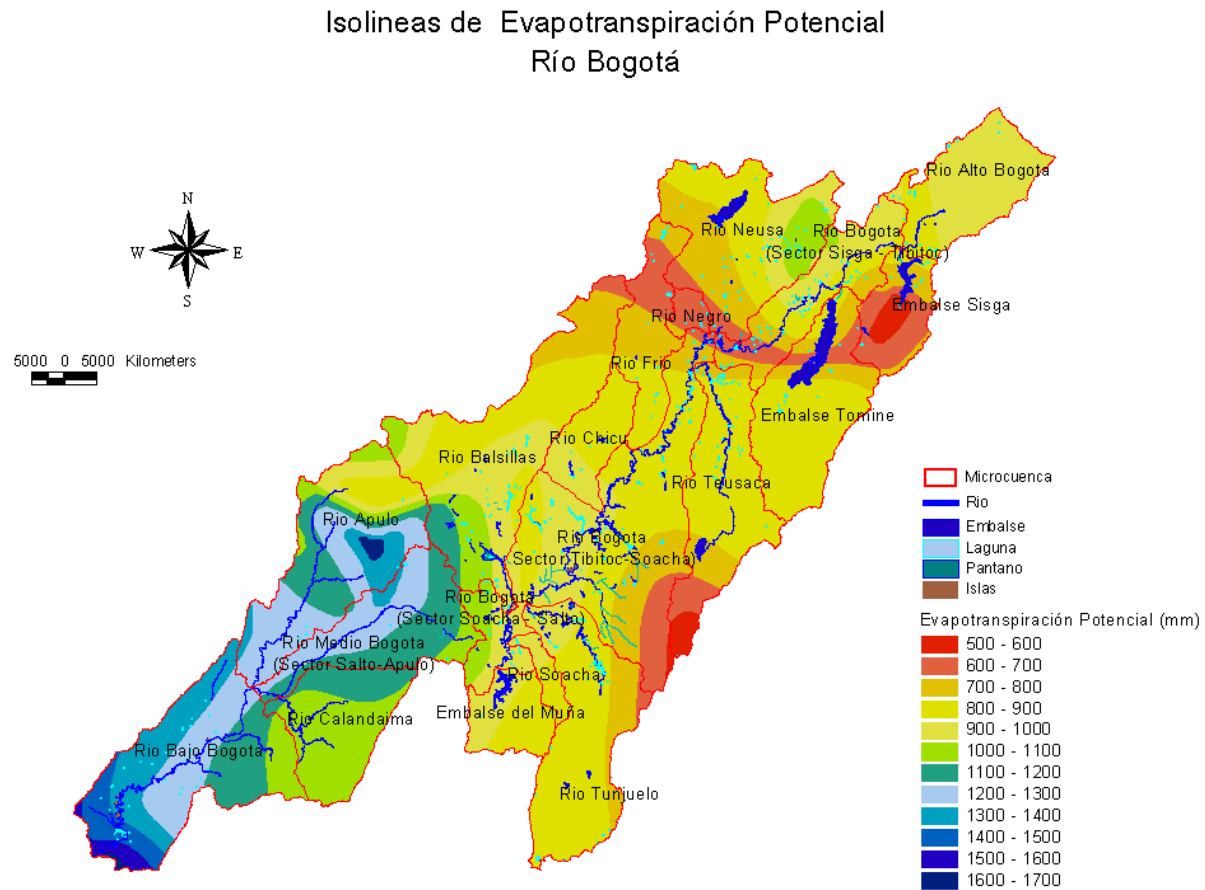 Isolineas de Evapotranspiración Potencial
Río Bogotá
N
W
E
S
5000 0 5000 Kilometers
Rio Alto Bogota
Rio Neusa
Rio Bogota
(Sector Sisga - Tibitoc)
Embalse Sisga
Rio Negro
Rio Frio
Embalse Tomine
Rio Chicu
Rio Balsillas
Rio Teusaca
Rio Apulo
Rio Bogota
Sector-Tibitoc-Soacha)
Rio Bogota
(Sector Soacha - Salto)
Rio Medio Bogota
(Sector Salto-Apulo)
Rio Soacha
Embalse del Muña
Rio Calandaima
Rio Bajo Bogota
Rio Tunjuelo
Microcuenca
Rio
Embalse
Laguna
Pantano
Islas
Evapotranspiración Potencial (mm)
500 - 600
600 - 700
700 - 800
800 - 900
900 - 1000
1000 - 1100
1100 - 1200
1200 - 1300
1300 - 1400
1400 - 1500
1500 - 1600
1600 - 1700